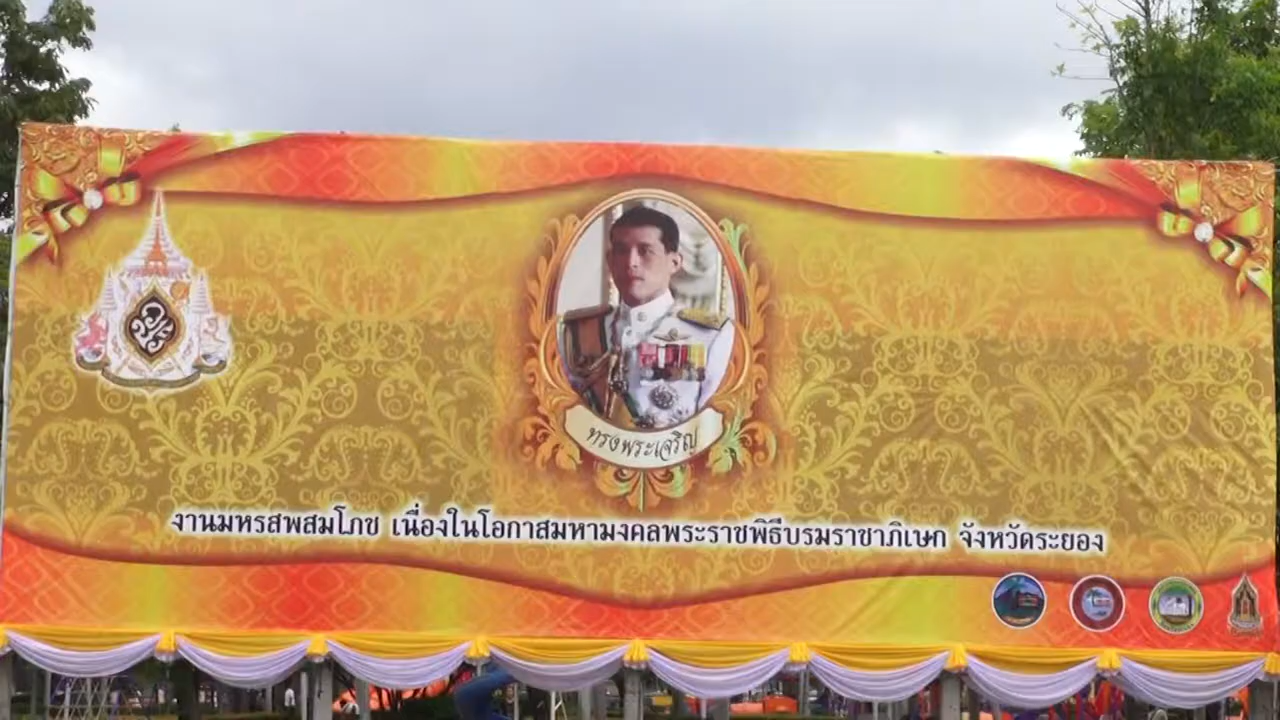 ทรงพระเจริญ
งานมหรสพสมโภช เนื่องในโอกาสมหามงคลพระราชพิธีบรมราชาภิเษก จังหวัดระยอง